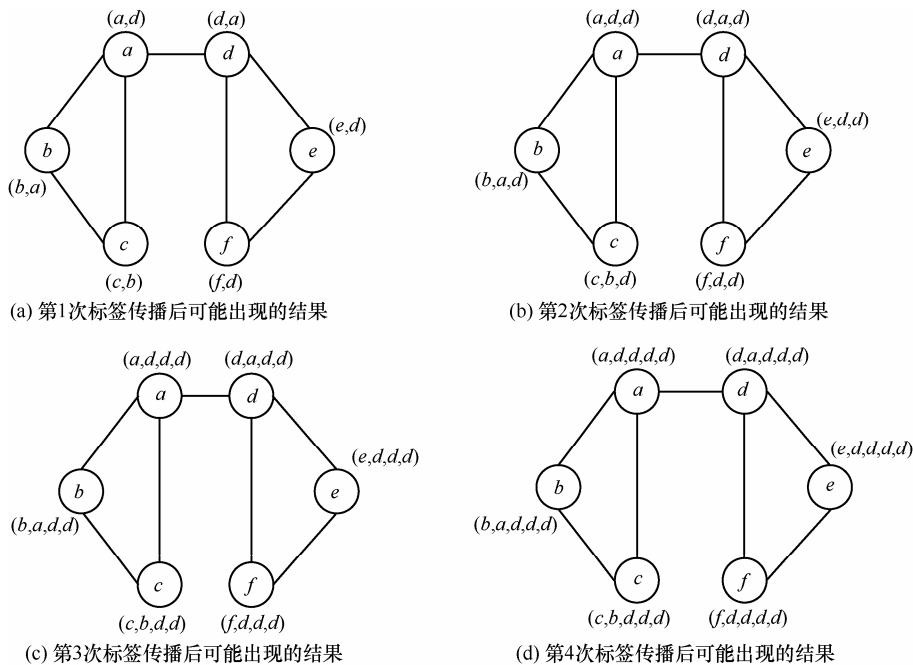 (a,d) (d,a)
a d
(e,d)
b e
(b,a)
c f
(c,b) (f,d)
(a) 第1次标签传播后可能出现的结果
(a,d,d) (d,a,d)
a d
(e,d,d)
b e
(b,a,d)
c f
(c,b,d) (f,d,d)
(b) 第2次标签传播后可能出现的结果
(a,d,d,d) (d,a,d,d)
a d
(e,d,d,d)
b e
(b,a,d,d)
c f
(c,b,d,d) (f,d,d,d)
(c) 第3次标签传播后可能出现的结果
(a,d,d,d,d) (d,a,d,d,d)
a d
(e,d,d,d,d)
b e
(b,a,d,d,d)
c f
(c,b,d,d,d) (f,d,d,d,d)
(d) 第4次标签传播后可能出现的结果